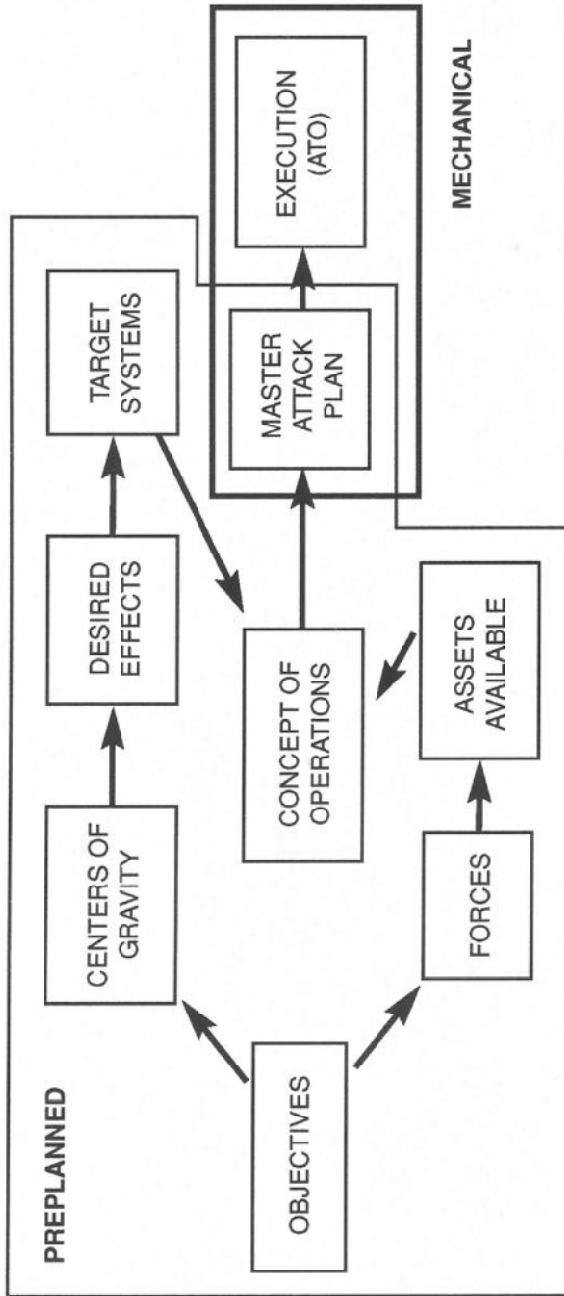 PREPLANNED
OBJECTIVES
CENTERS OF
GRAVITY
DESIRED
EFFECTS
TARGET
SYSTEMS
CONCEPT OF
OPERATIONS
FORCES
ASSETS
AVAILABLE
MASTER
ATTACK
PLAN
EXECUTION
(ATO)
MECHANICAL